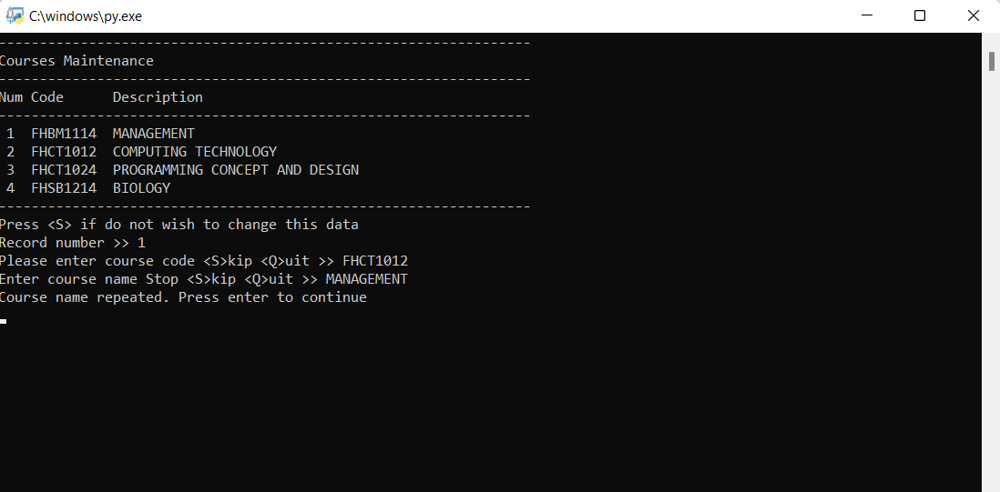 C:\windows\py.exe
-----------------------------------------------------------------
Courses Maintenance
-----------------------------------------------------------------
Num Code      Description
-----------------------------------------------------------------
 1  FHBM1114  MANAGEMENT
 2  FHCT1012  COMPUTING TECHNOLOGY
 3  FHCT1024  PROGRAMMING CONCEPT AND DESIGN
 4  FHSB1214  BIOLOGY
-----------------------------------------------------------------
Press <S> if do not wish to change this data
Record number >> 1
Please enter course code <S>kip <Q>uit >> FHCT1012
Enter course name Stop <S>kip <Q>uit >> MANAGEMENT
Course name repeated. Press enter to continue